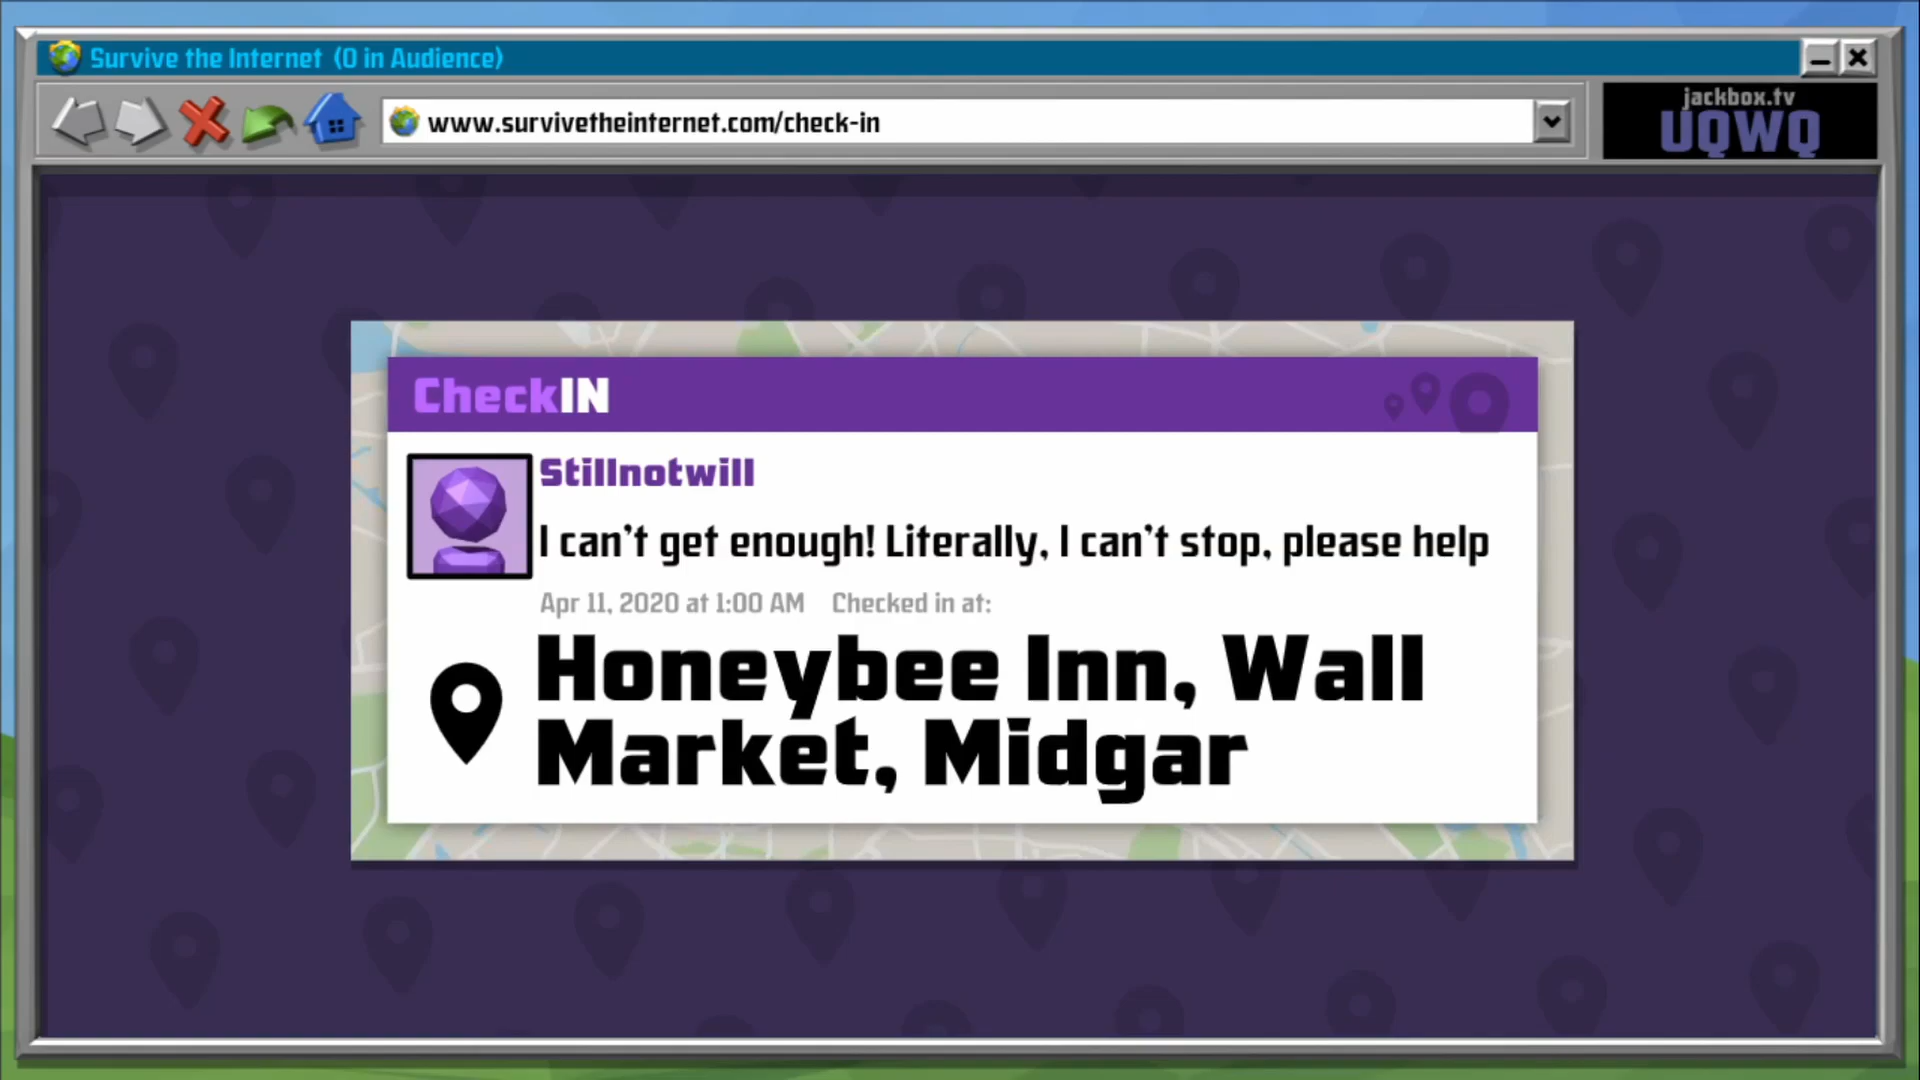 Survive the Internet (0 in Audience)
www.survivetheinternet.com/check-in
jackbox.tv
UQWQ
CheckIN
Stillnotwill
I can't get enough! Literally, I can't stop, please help
Apr 11, 2020 at 1:00 AM Checked in at:
Honeybee Inn, Wall
Market, Midgar